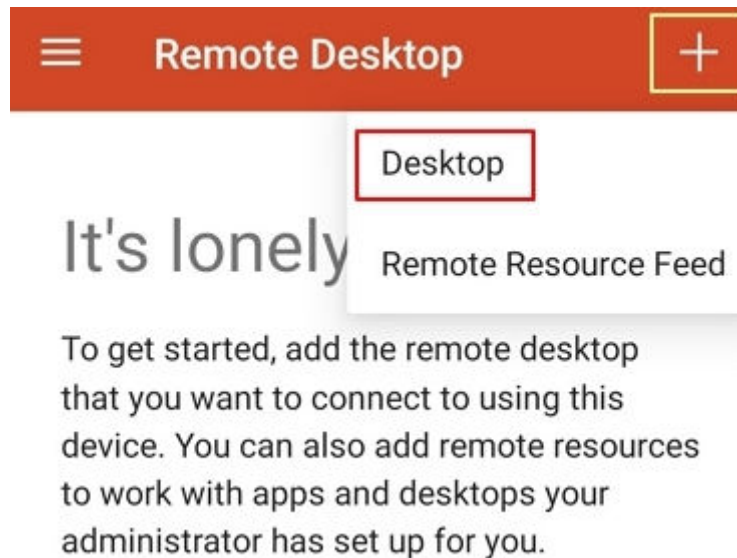 Remote Desktop
Desktop
It's lonely
Remote Resource Feed
To get started, add the remote desktop
that you want to connect to using this
device. You can also add remote resources
to work with apps and desktops your
administrator has set up for you.